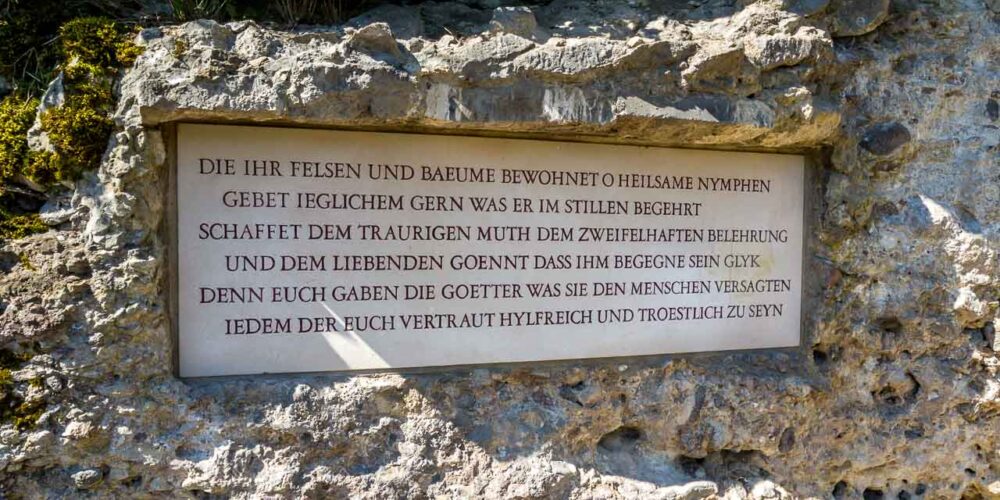 DIE IHR FELSEN UND BAEUME BEWOHNET O HEILSAME NYMPHEN
GEBET IEGLICHEM GERN WAS ER IM STILLEN BEGEHRT
SCHAFFET DEM TRAURIGEN MUTH DEM ZWEIFELHAFTEN BELEHRUNG
UND DEM LIEBENDEN GOENNT DASS IHM BEGEGNE SEIN GLYK
DENN EUCH GABEN DIE GOETTER WAS SIE DEN MENSCHEN VERSAGTEN
IEDEM DER EUCH VERTRAUT HYLFREICH UND TROESTLICH ZU SEYN